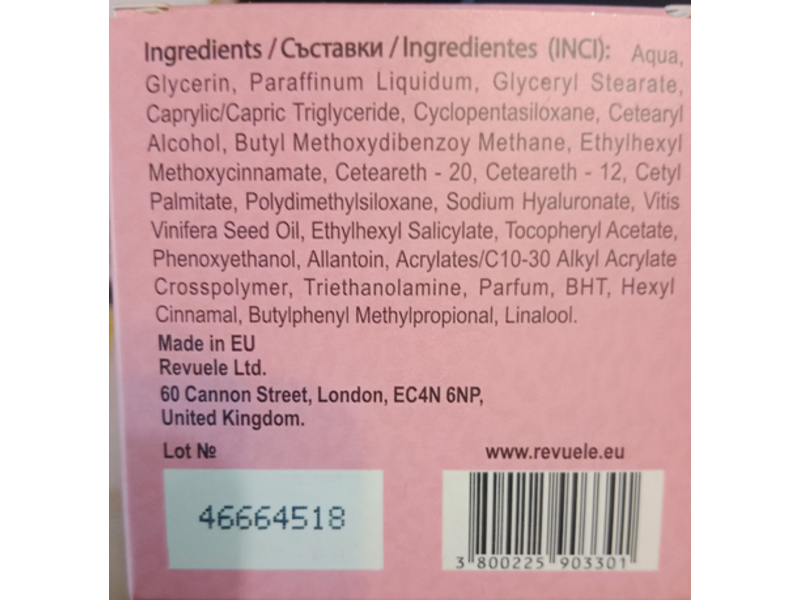 Ingredients / Съставки / Ingredientes (INCI): Aqua,
Glycerin, Paraffinum Liquidum, Glyceryl Stearate,
Caprylic/Capric Triglyceride, Cyclopentasiloxane, Cetearyl
Alcohol, Butyl Methoxydibenzoy Methane, Ethylhexyl
Methoxycinnamate, Ceteareth - 20, Ceteareth - 12, Cetyl
Palmitate, Polydimethylsiloxane, Sodium Hyaluronate, Vitis
Vinifera Seed Oil, Ethylhexyl Salicylate, Tocopheryl Acetate,
Phenoxyethanol, Allantoin, Acrylates/C10-30 Alkyl Acrylate
Crosspolymer, Triethanolamine, Parfum, BHT, Hexyl
Cinnamal, Butylphenyl Methylpropional, Linalool.
Made in EU
Revuele Ltd.
60 Cannon Street, London, EC4N 6NP,
United Kingdom.
Lot № www.revuele.eu
46664518
3 800225 903301